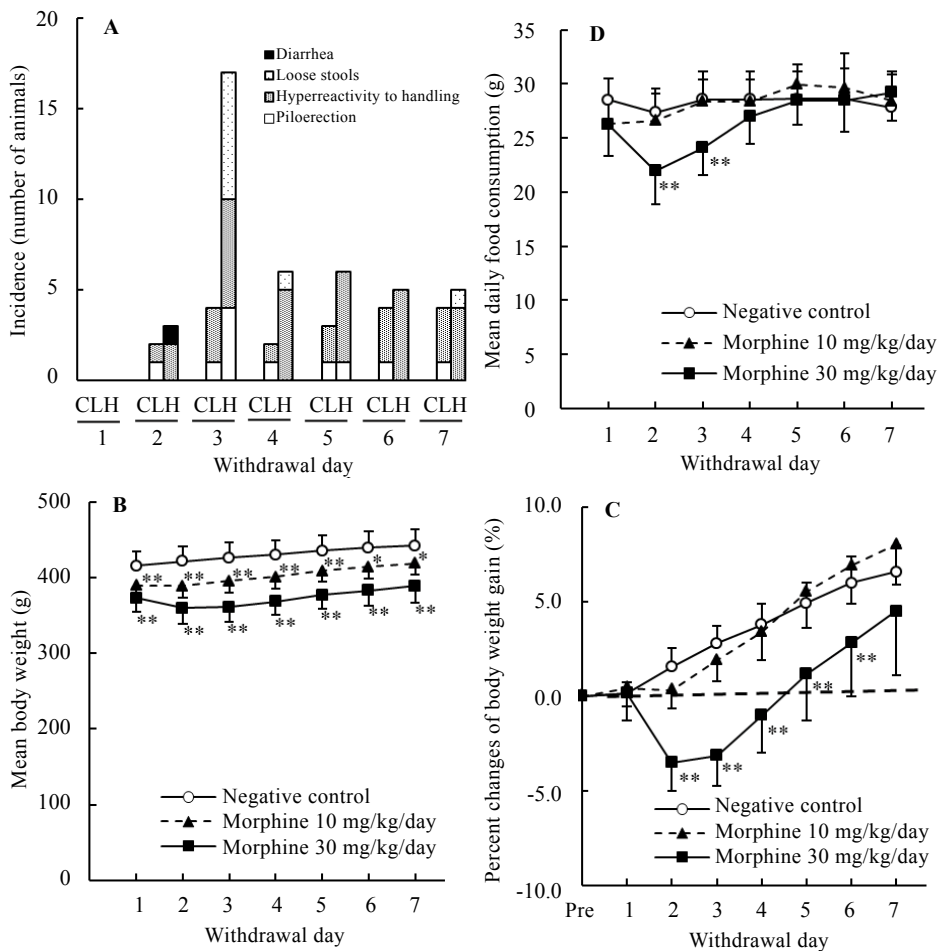 A
Diarrhea
Loose stools
Hyperreactivity to handling
Piloerection
Incidence (number of animals)
20
15
10
5
0
CLH CLH CLH CLH CLH CLH CLH
1 2 3 4 5 6 7
Withdrawal day
D
Mean daily food consumption (g)
35
30
25
20
15
10
5
0
**
**
Negative control
Morphine 10 mg/kg/day
Morphine 30 mg/kg/day
1 2 3 4 5 6 7
Withdrawal day
B
Mean body weight (g)
500
400
300
200
100
0
** ** ** ** ** * *
** ** ** ** ** ** **
Negative control
Morphine 10 mg/kg/day
Morphine 30 mg/kg/day
1 2 3 4 5 6 7
Withdrawal day
C
Percent changes of body weight gain (%)
10.0
5.0
0.0
-5.0
-10.0
** ** ** ** **
Negative control
Morphine 10 mg/kg/day
Morphine 30 mg/kg/day
Pre 1 2 3 4 5 6 7
Withdrawal day